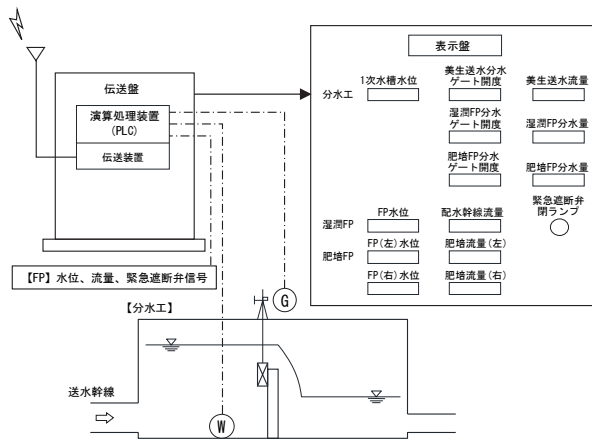 伝送盤
演算処理装置
(PLC)
伝送装置
【FP】水位、流量、緊急遮断弁信号
表示盤
分水工
1次水槽水位
美生送水分水
ゲート開度
美生送水流量
湿潤FP分水
ゲート開度
湿潤FP分水量
肥培FP分水
ゲート開度
肥培FP分水量
緊急遮断弁
閉ランプ
湿潤FP
FP水位
配水幹線流量
肥培FP
FP(左)水位
肥培流量(左)
FP(右)水位
肥培流量(右)
【分水工】
G
送水幹線
W